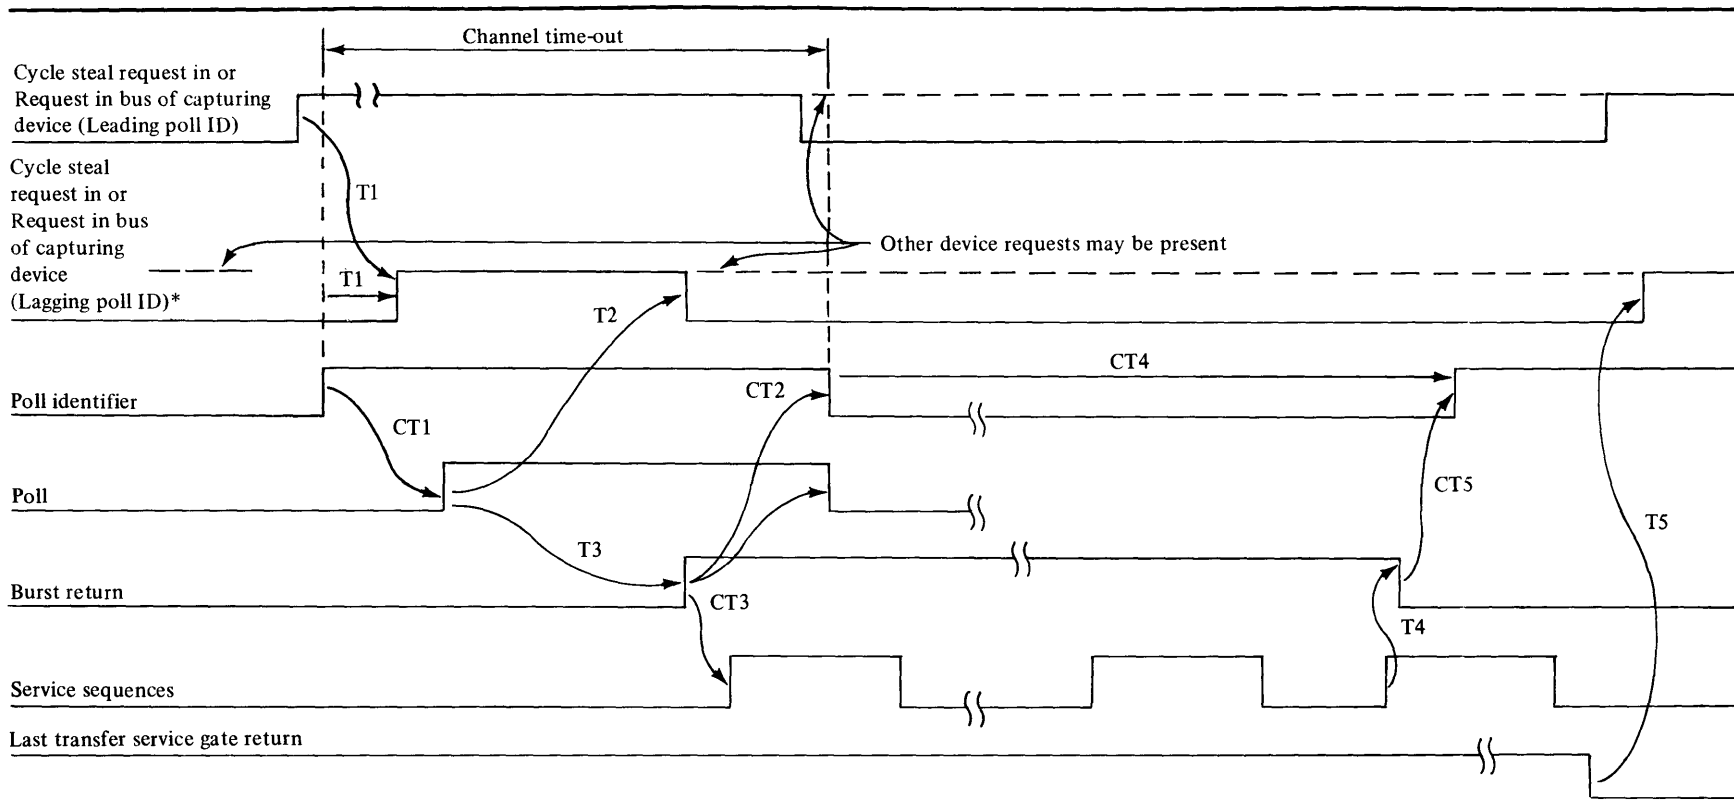 Channel time-out
Cycle steal request in or
Request in bus of capturing
device (Leading poll ID)
Cycle steal
request in or
Request in bus
of capturing
device
(Lagging poll ID)*
T1
T1
Other device requests may be present
T2
Poll identifier
CT1
CT2
CT4
Poll
T3
CT5
T5
Burst return
CT3
T4
Service sequences
Last transfer service gate return